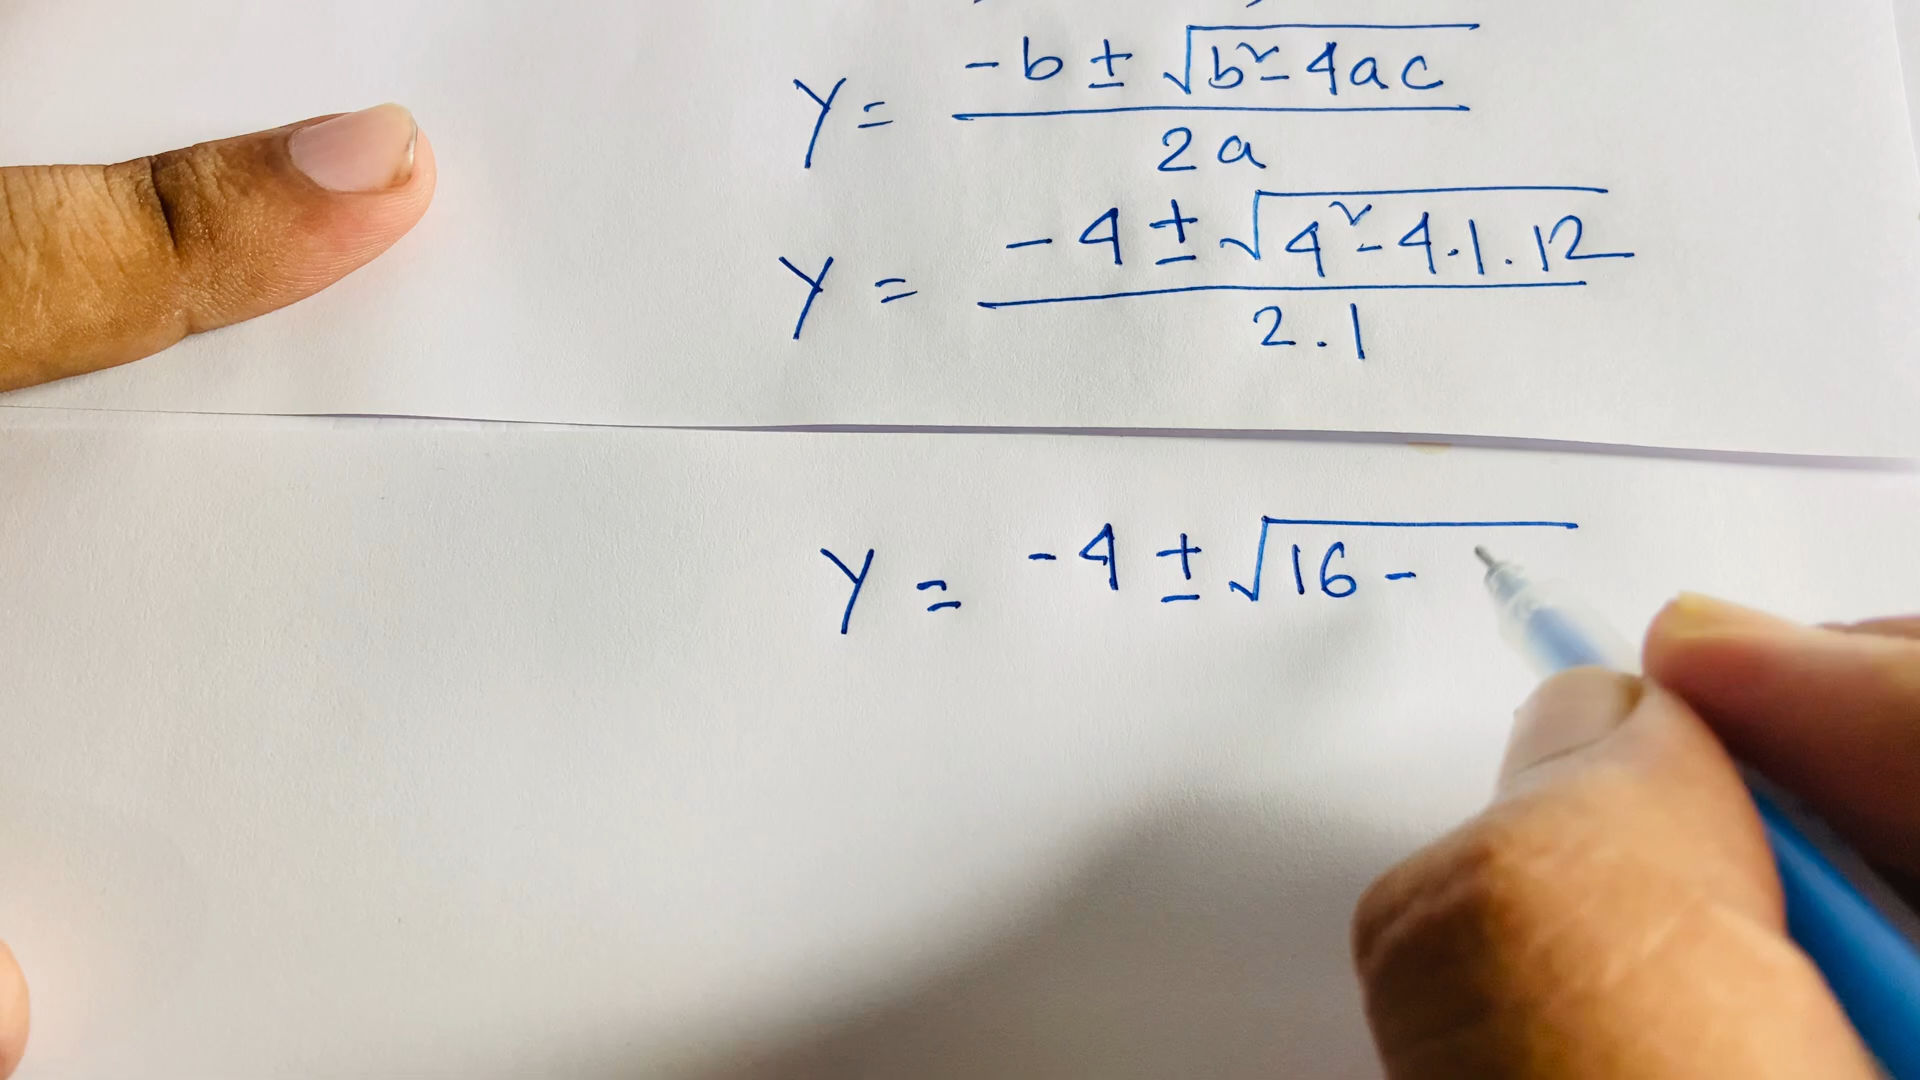 y = (-b ± √(b² - 4ac)) / 2a
y = (-4 ± √(4² - 4.1.12)) / 2.1
y = -4 ± √(16 -